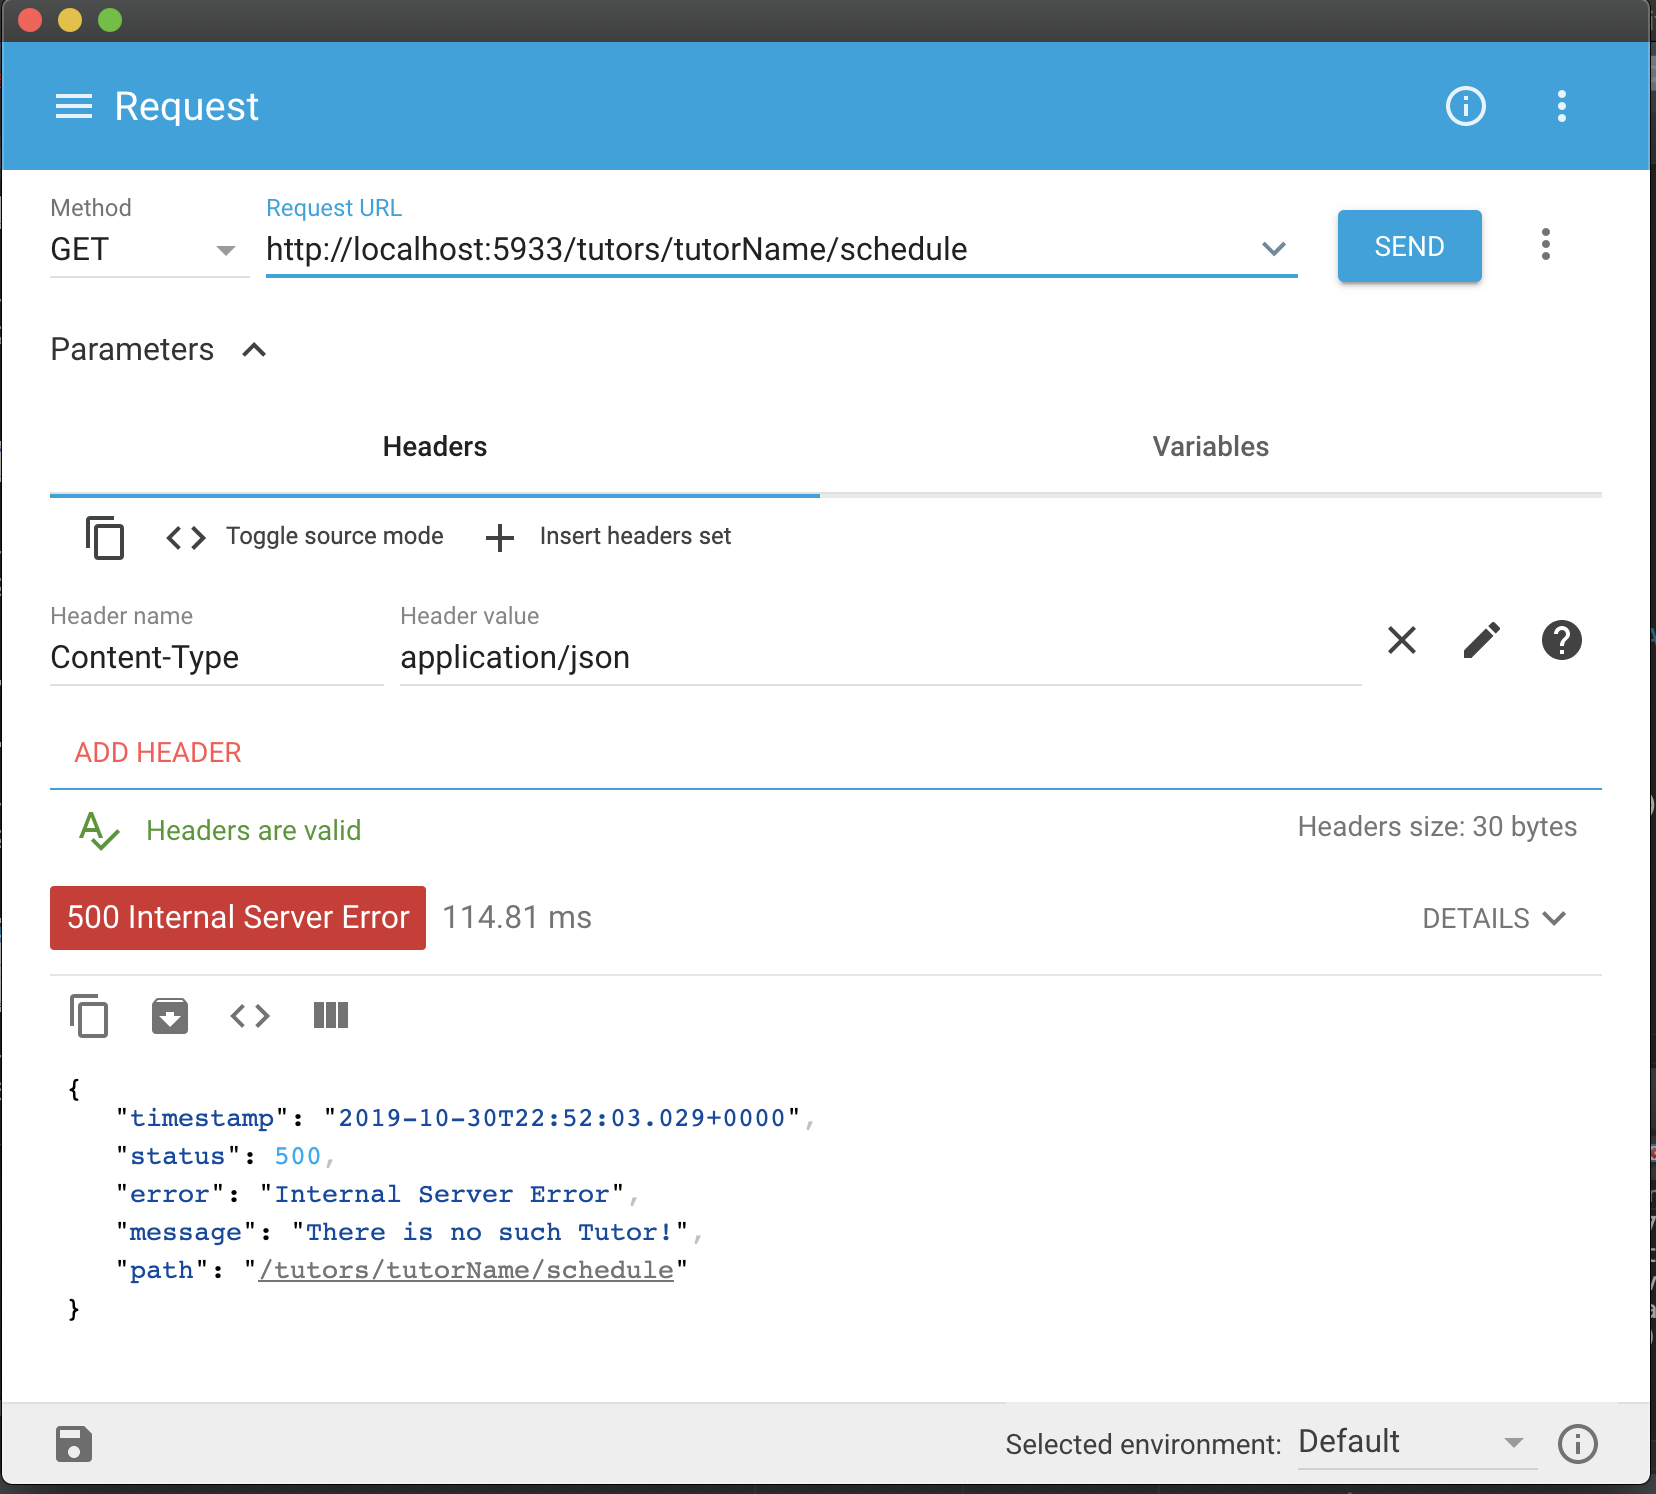 Request
Method
GET
Request URL
http://localhost:5933/tutors/tutorName/schedule
SEND
Parameters
Headers
Variables
Toggle source mode
Insert headers set
Header name
Content-Type
Header value
application/json
ADD HEADER
Headers are valid
Headers size: 30 bytes
500 Internal Server Error
114.81 ms
DETAILS
{
"timestamp": "2019-10-30T22:52:03.029+0000",
"status": 500,
"error": "Internal Server Error",
"message": "There is no such Tutor!",
"path": "/tutors/tutorName/schedule"
}
Selected environment:
Default